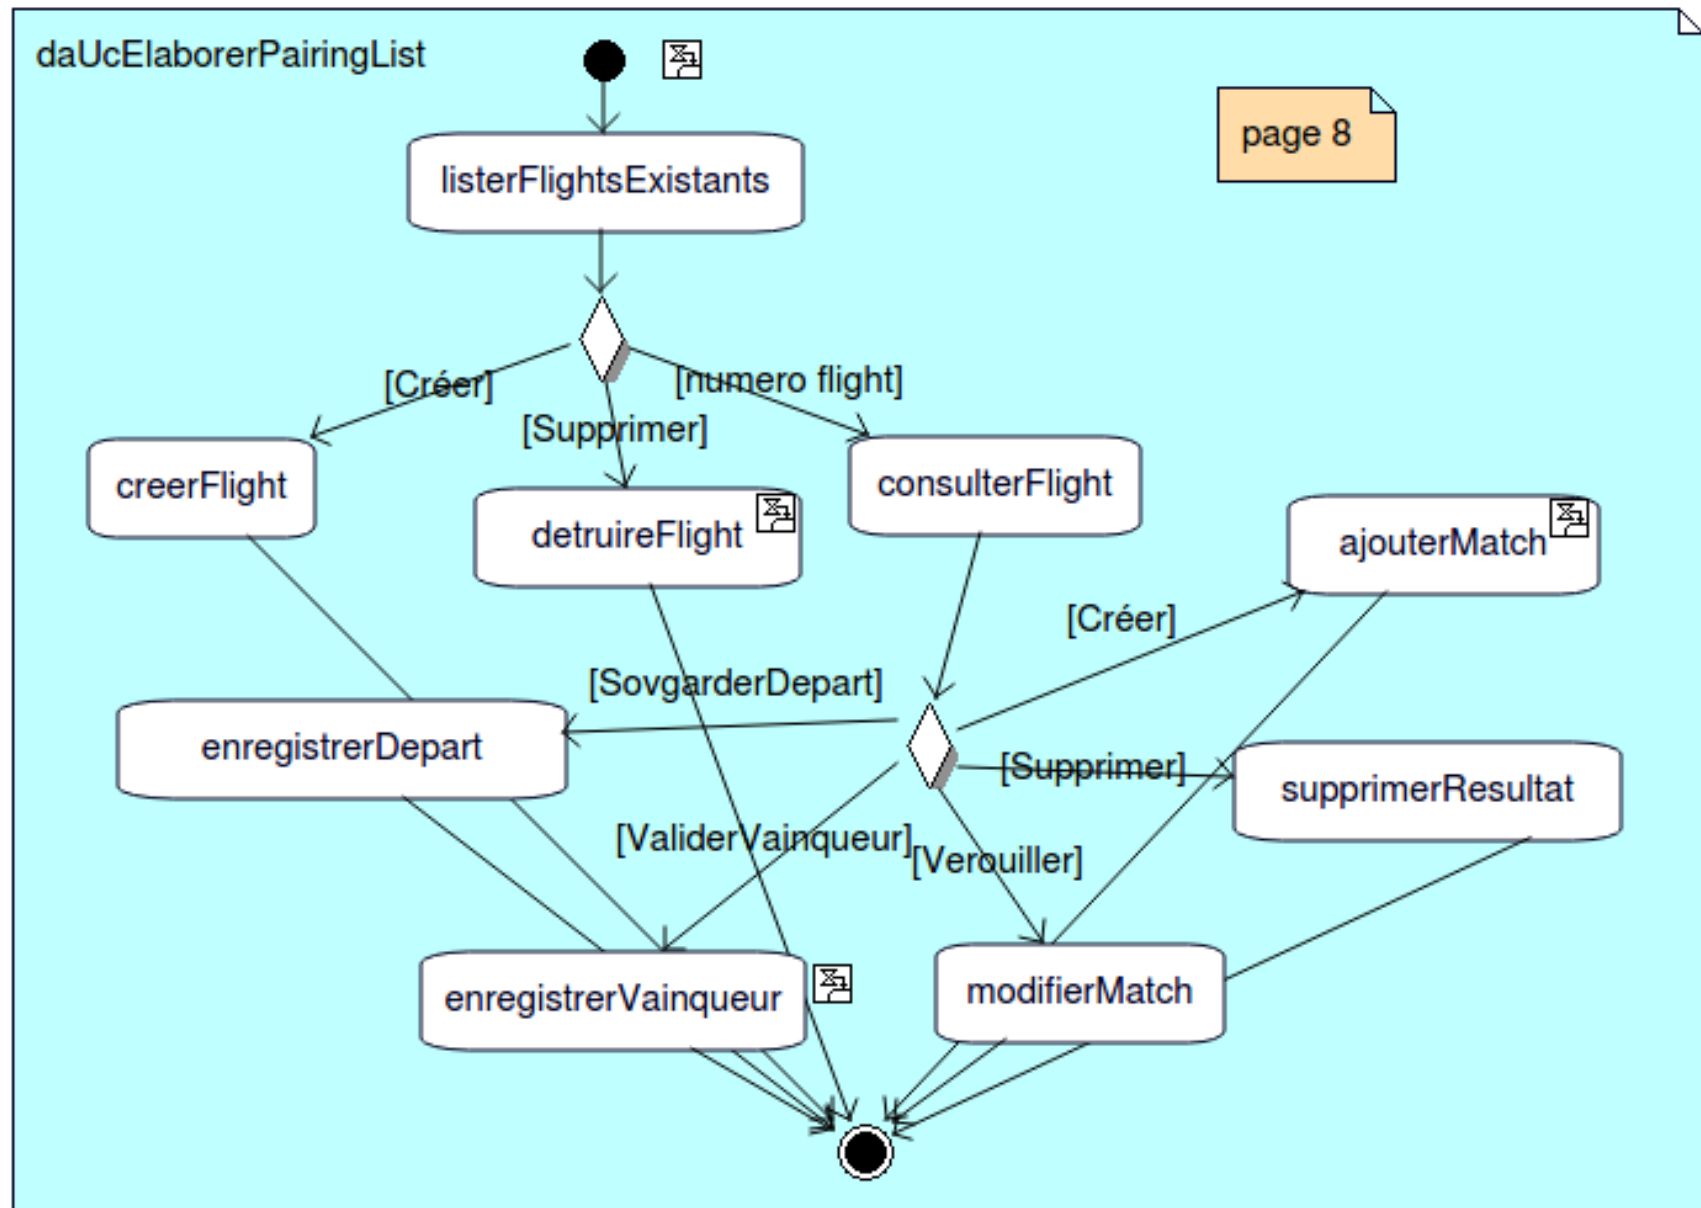 daUcElaborerPairingList
page 8
listerFlightsExistants
[Créer]
[numero flight]
[Supprimer]
creerFlight
consulterFlight
detruireFlight
ajouterMatch
[Créer]
[SovgarderDepart]
enregistrerDepart
[Supprimer]
supprimerResultat
[ValiderVainqueur]
[Verouiller]
enregistrerVainqueur
modifierMatch